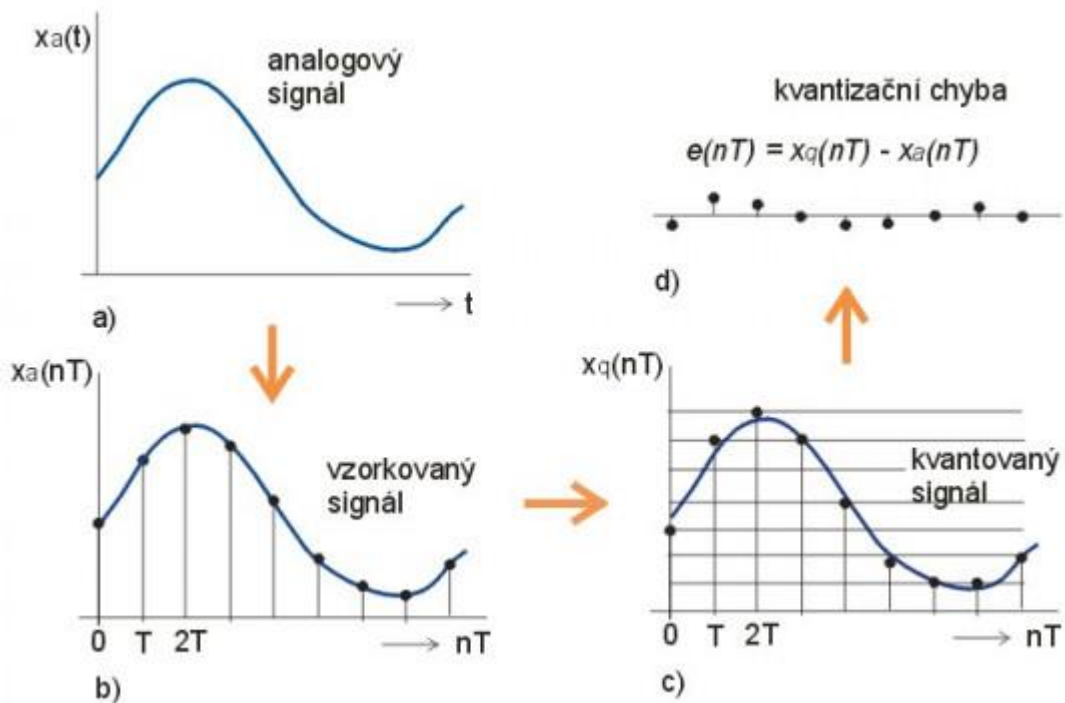 xa(t)
analogový
signál
t
a)
xa(nT)
vzorkovaný
signál
0 T 2T nT
b)
xq(nT)
kvantovaný
signál
0 T 2T nT
c)
kvantizační chyba
e(nT) = xq(nT) - xa(nT)
d)